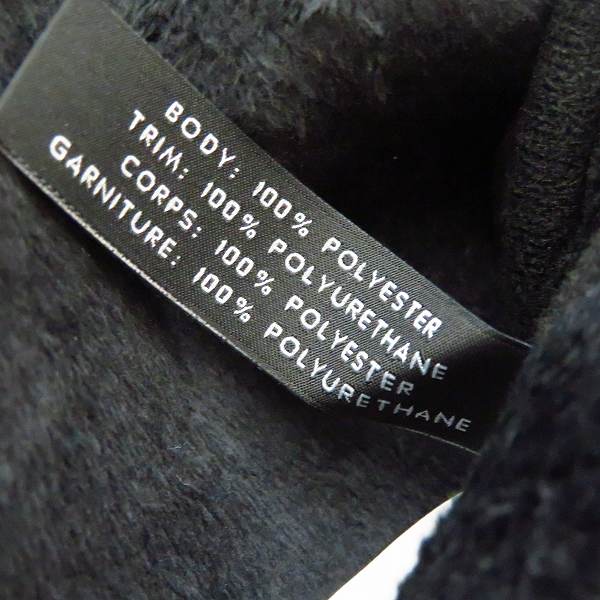 BODY: 100% POLYESTER
TRIM: 100% POLYURETHANE
CORPS: 100% POLYESTER
GARNITURE: 100% POLYURETHANE